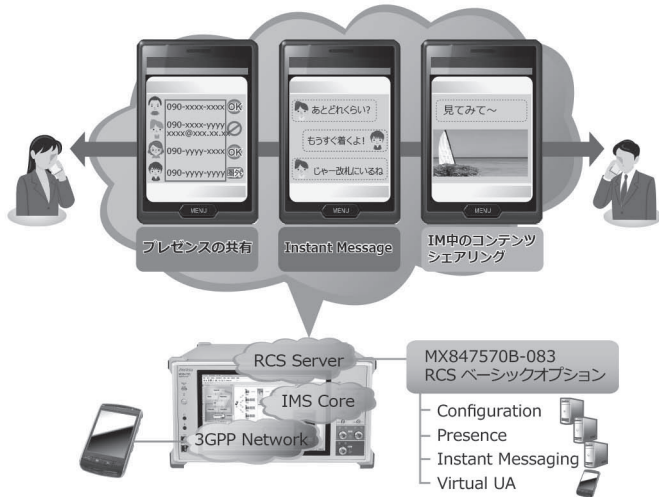 090-xxxx-xxxx OK
090-xxxx-yyyy
xxxx@xxx.xx.xx
090-yyyy-xxxx OK
090-yyyy-yyyy 圏外
MENU
プレゼンスの共有
あとどれくらい?
もうすぐ着くよ!
じゃー改札にいるね
MENU
Instant Message
見てみて~
MENU
IM中のコンテンツ
シェアリング
RCS Server
IMS Core
3GPP Network
MX847570B-083
RCS ベーシックオプション
Configuration
Presence
Instant Messaging
Virtual UA